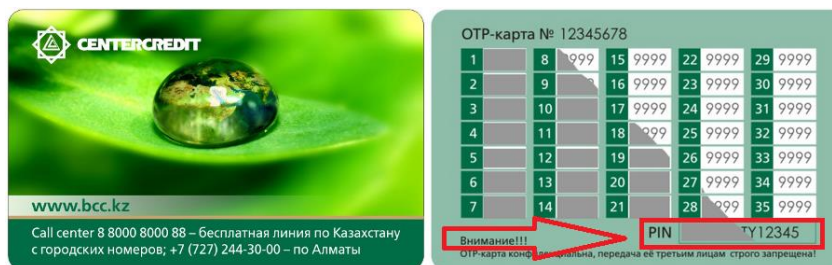 CENTERCREDIT
www.bcc.kz
Call center 8 8000 8000 88 – бесплатная линия по Казахстану
с городских номеров; +7 (727) 244-30-00 – по Алматы
ОТР-карта № 12345678
1 8 9999 15 9999 22 9999 29 9999
2 9 16 9999 23 9999 30 9999
3 10 17 9999 24 9999 31 9999
4 11 18 25 9999 32 9999
5 12 19 26 9999 33 9999
6 13 20 27 9999 34 9999
7 14 21 28 35 9999
PIN TY12345
Внимание!!!
ОТР-карта конфиденциальна, передача её третьим лицам строго запрещена!